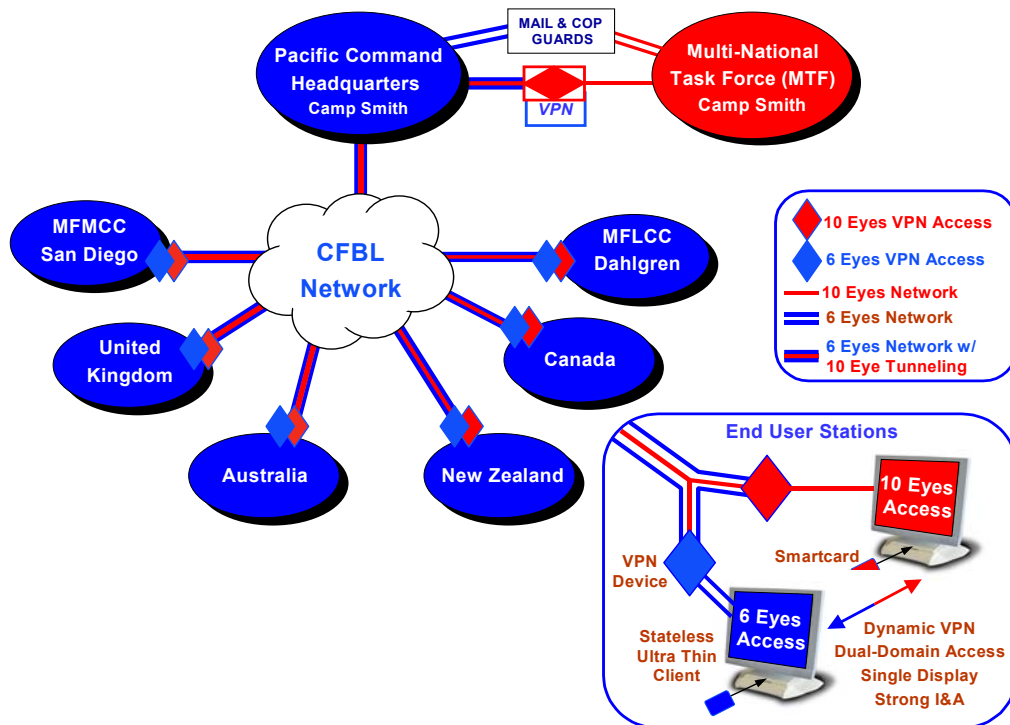 MAIL & COP
GUARDS
Pacific Command
Headquarters
Camp Smith
Multi-National
Task Force (MTF)
Camp Smith
VPN
MFMCC
San Diego
CFBL
Network
MFLCC
Dahlgren
United
Kingdom
Canada
Australia
New Zealand
10 Eyes VPN Access
6 Eyes VPN Access
10 Eyes Network
6 Eyes Network
6 Eyes Network w/
10 Eye Tunneling
End User Stations
10 Eyes
Access
Smartcard
VPN
Device
6 Eyes
Access
Stateless
Ultra Thin
Client
Dynamic VPN
Dual-Domain Access
Single Display
Strong I&A